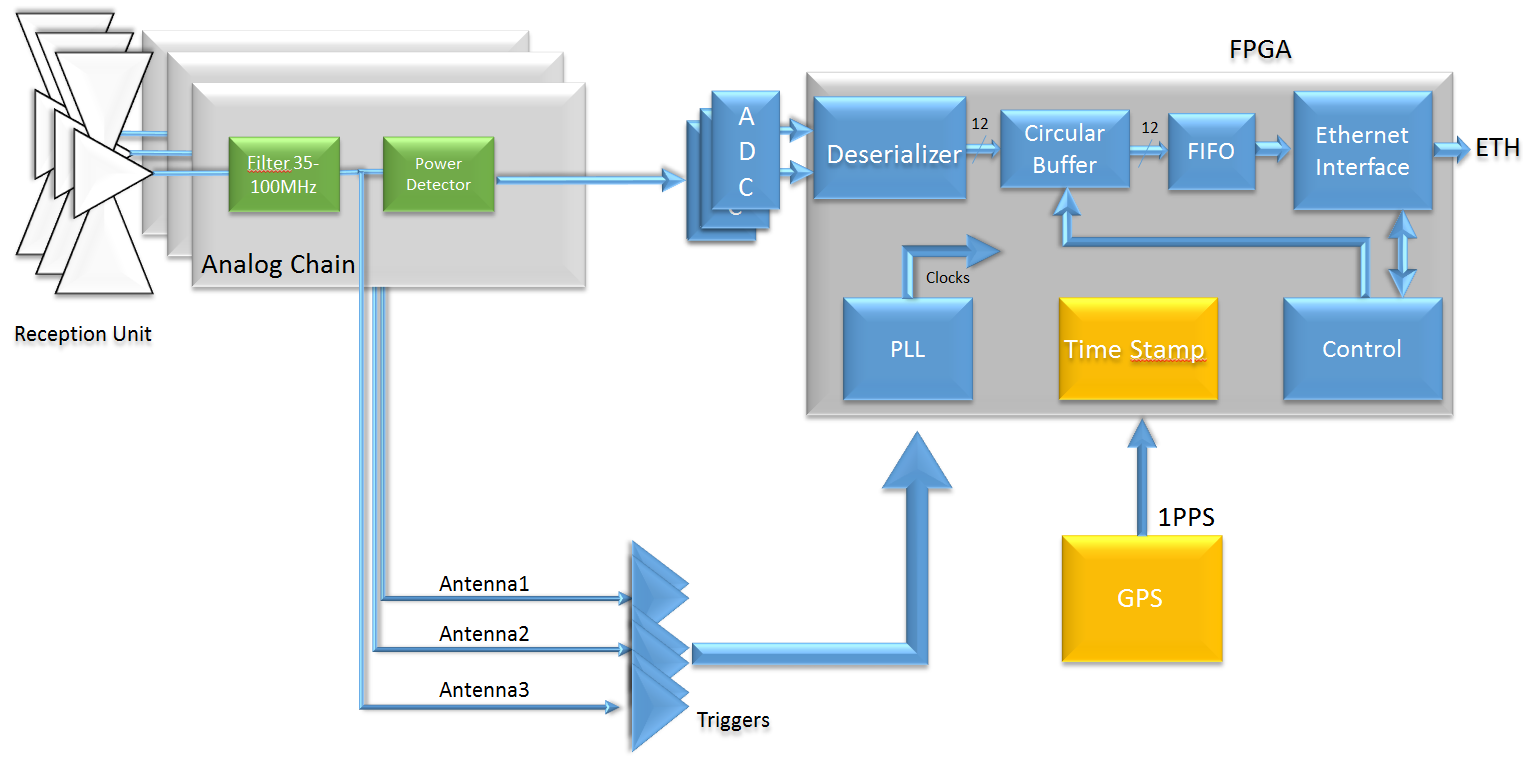 FPGA
A
D
C
C
Deserializer
12
Circular
Buffer
12
FIFO
Ethernet
Interface
ETH
Filter 35-
100MHz
Power
Detector
Analog Chain
Reception Unit
Clocks
PLL
Time Stamp
Control
1PPS
GPS
Antenna1
Antenna2
Antenna3
Triggers